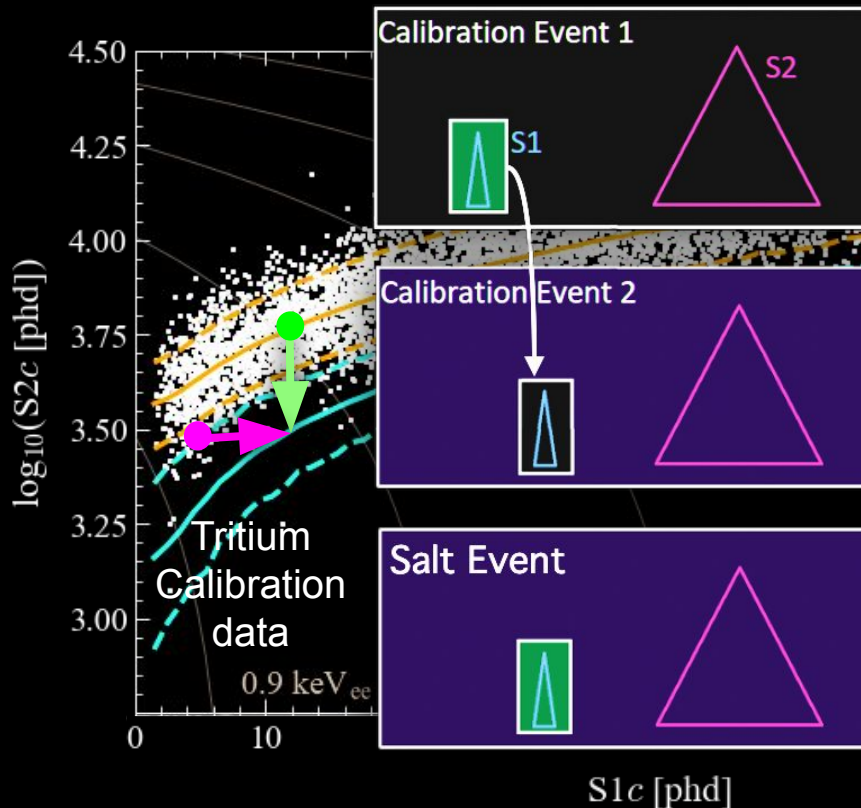 Calibration Event 1
S2
S1
4.50
4.25
4.00
3.75
3.50
3.25
3.00
log₁₀(S2c [phd])
Calibration Event 2
Tritium
Calibration
data
Salt Event
0.9 keVee
0
10
S1c [phd]